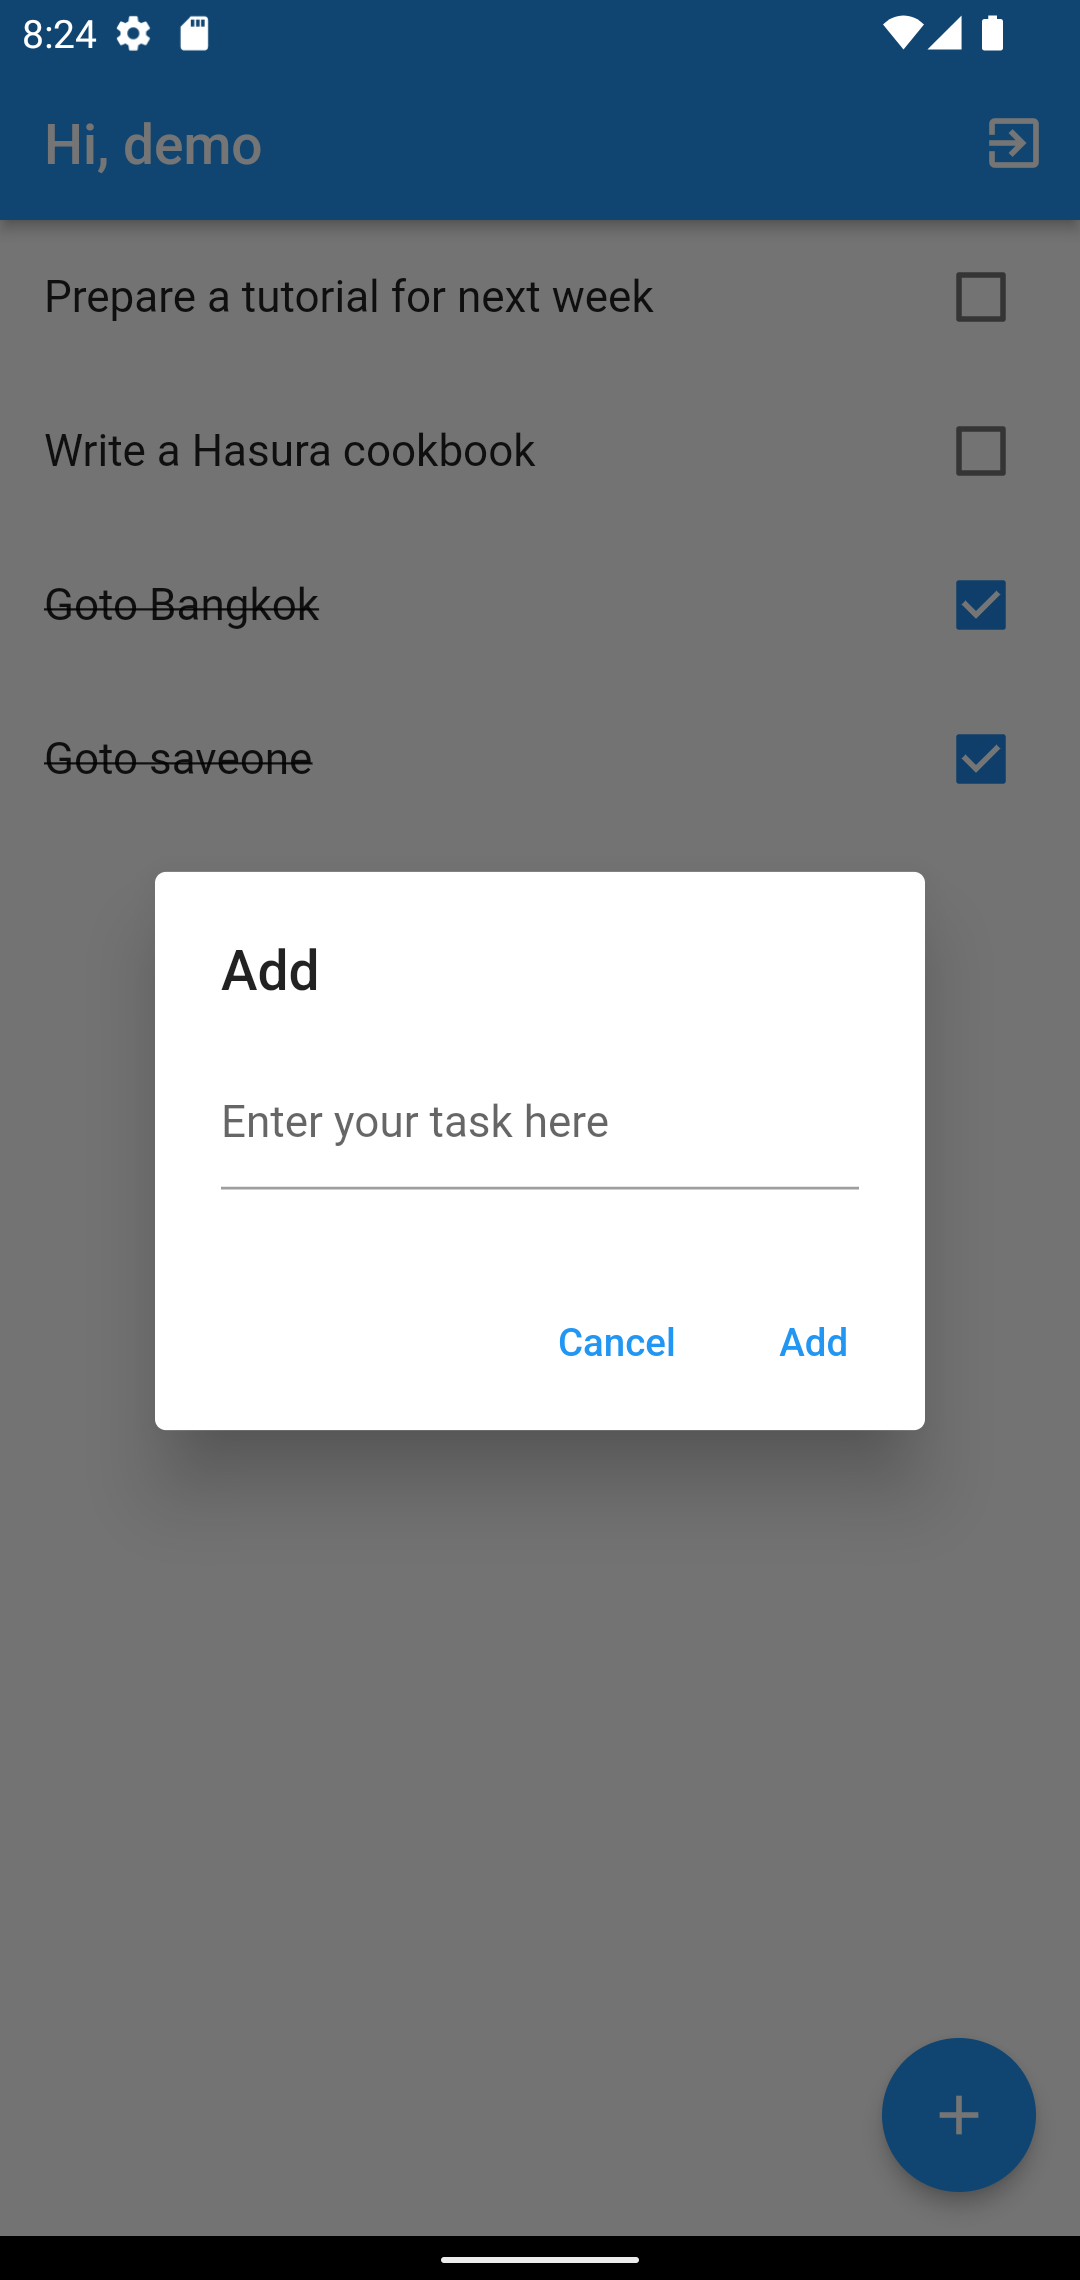 8:24
Hi, demo
Prepare a tutorial for next week
Write a Hasura cookbook
Goto Bangkok
Goto saveone
Add
Enter your task here
Cancel Add